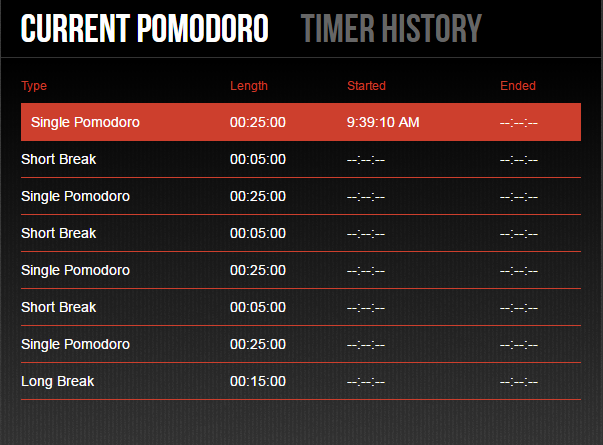 CURRENT POMODORO TIMER HISTORY
Type Length Started Ended
Single Pomodoro 00:25:00 9:39:10 AM --:--:--
Short Break 00:05:00 --:--:-- --:--:--
Single Pomodoro 00:25:00 --:--:-- --:--:--
Short Break 00:05:00 --:--:-- --:--:--
Single Pomodoro 00:25:00 --:--:-- --:--:--
Short Break 00:05:00 --:--:-- --:--:--
Single Pomodoro 00:25:00 --:--:-- --:--:--
Long Break 00:15:00 --:--:-- --:--:--